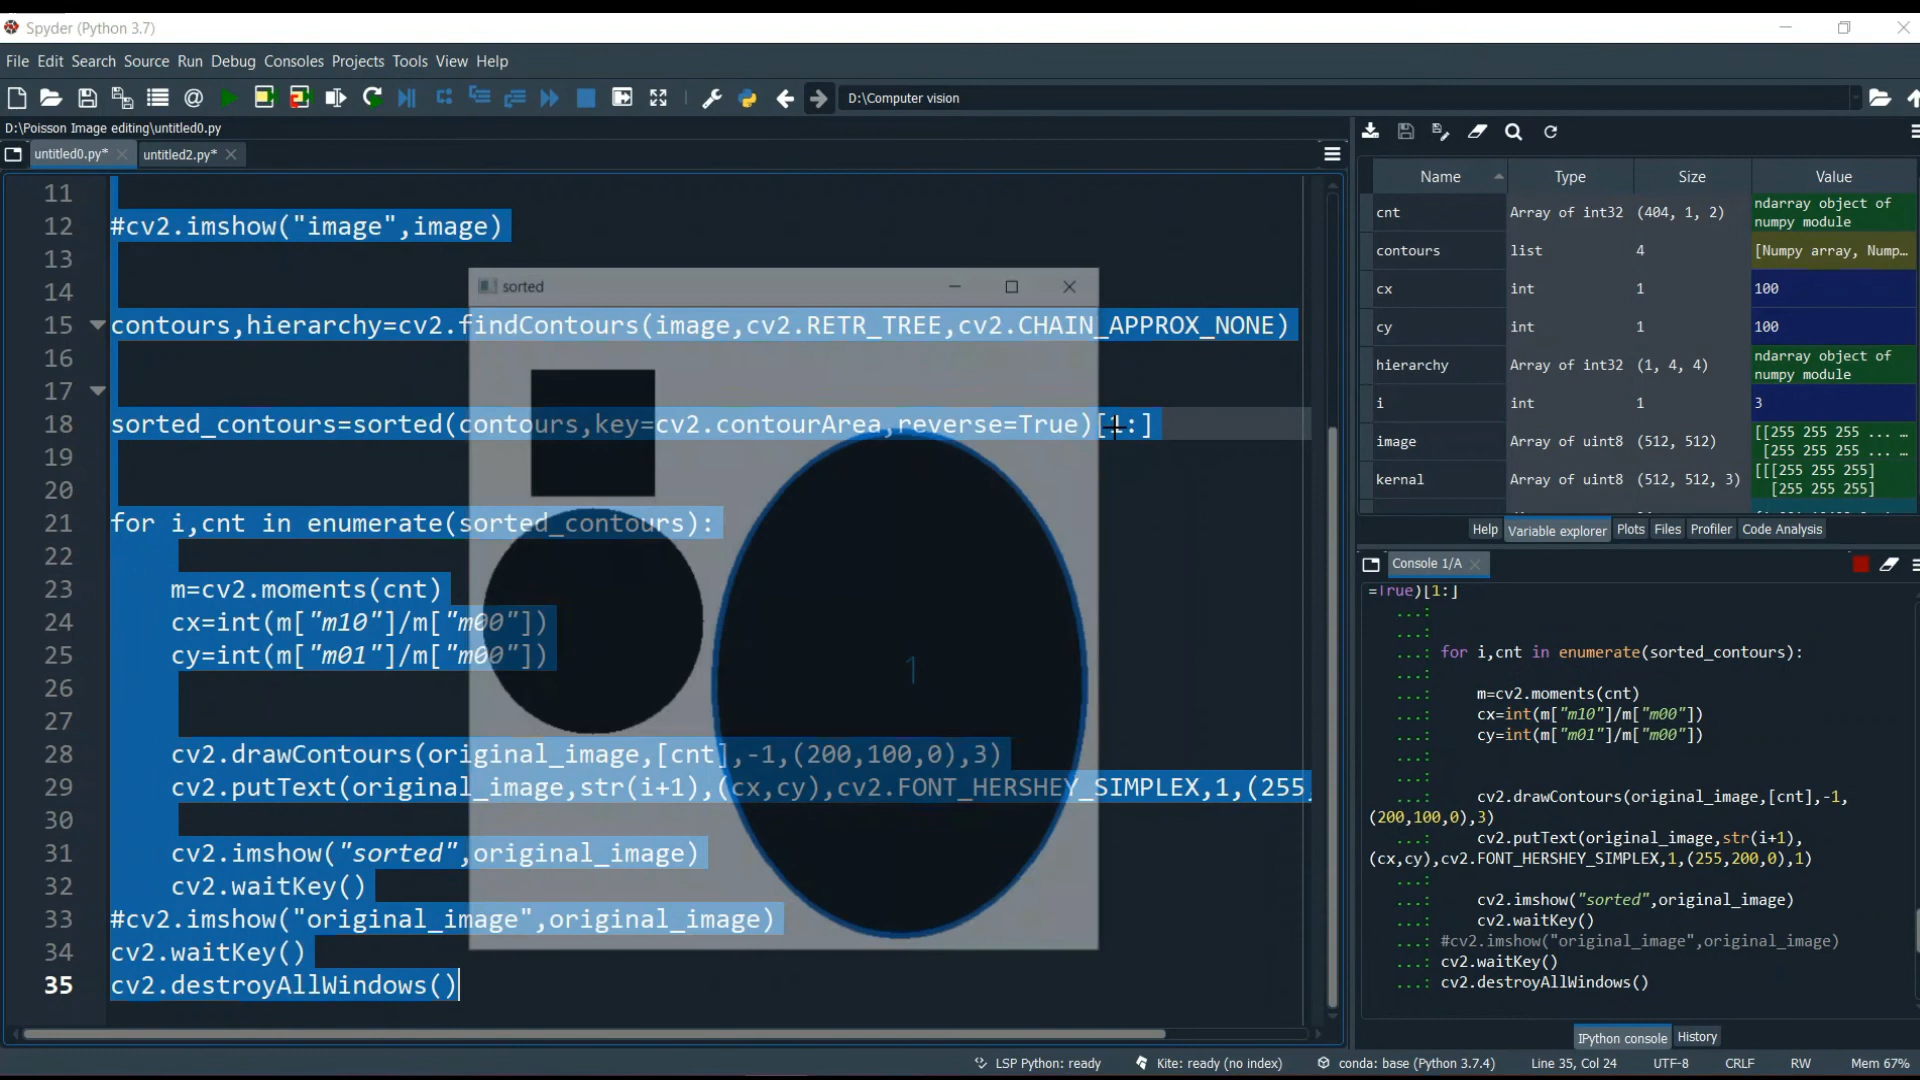 Spyder (Python 3.7)
File Edit Search Source Run Debug Consoles Projects Tools View Help
D:\Computer vision
D:\Poisson Image editing\untitled0.py
untitled0.py*
untitled2.py*
11
12 #cv2.imshow("image",image)
13
14
15 contours,hierarchy=cv2.findContours(image,cv2.RETR_TREE,cv2.CHAIN_APPROX_NONE)
16
17
18 sorted_contours=sorted(contours,key=cv2.contourArea,reverse=True)[1:]
19
20
21 for i,cnt in enumerate(sorted_contours):
22
23 m=cv2.moments(cnt)
24 cx=int(m["m10"]/m["m00"])
25 cy=int(m["m01"]/m["m00"])
26
27
28 cv2.drawContours(original_image,[cnt],-1,(200,100,0),3)
29 cv2.putText(original_image,str(i+1),(cx,cy),cv2.FONT_HERSHEY_SIMPLEX,1,(255,
30
31 cv2.imshow("sorted",original_image)
32 cv2.waitKey()
33 #cv2.imshow("original_image",original_image)
34 cv2.waitKey()
35 cv2.destroyAllWindows()
sorted
1
Name Type Size Value
cnt Array of int32 (404, 1, 2) ndarray object of
numpy module
contours list 4 [Numpy array, Nump…
cx int 1 100
cy int 1 100
hierarchy Array of int32 (1, 4, 4) ndarray object of
numpy module
i int 1 3
image Array of uint8 (512, 512) [[255 255 255 ... …
[255 255 255 ... …
kernal Array of uint8 (512, 512, 3) [[[255 255 255]
[255 255 255]
Help Variable explorer Plots Files Profiler Code Analysis
Console 1/A
=True)[1:]
...:
...:
...: for i,cnt in enumerate(sorted_contours):
...:
...: m=cv2.moments(cnt)
...: cx=int(m["m10"]/m["m00"])
...: cy=int(m["m01"]/m["m00"])
...:
...:
...: cv2.drawContours(original_image,[cnt],-1,
(200,100,0),3)
...: cv2.putText(original_image,str(i+1),
(cx,cy),cv2.FONT_HERSHEY_SIMPLEX,1,(255,200,0),1)
...:
...: cv2.imshow("sorted",original_image)
...: cv2.waitKey()
...: #cv2.imshow("original_image",original_image)
...: cv2.waitKey()
...: cv2.destroyAllWindows()
IPython console History
LSP Python: ready Kite: ready (no index) conda: base (Python 3.7.4) Line 35, Col 24 UTF-8 CRLF RW Mem 67%